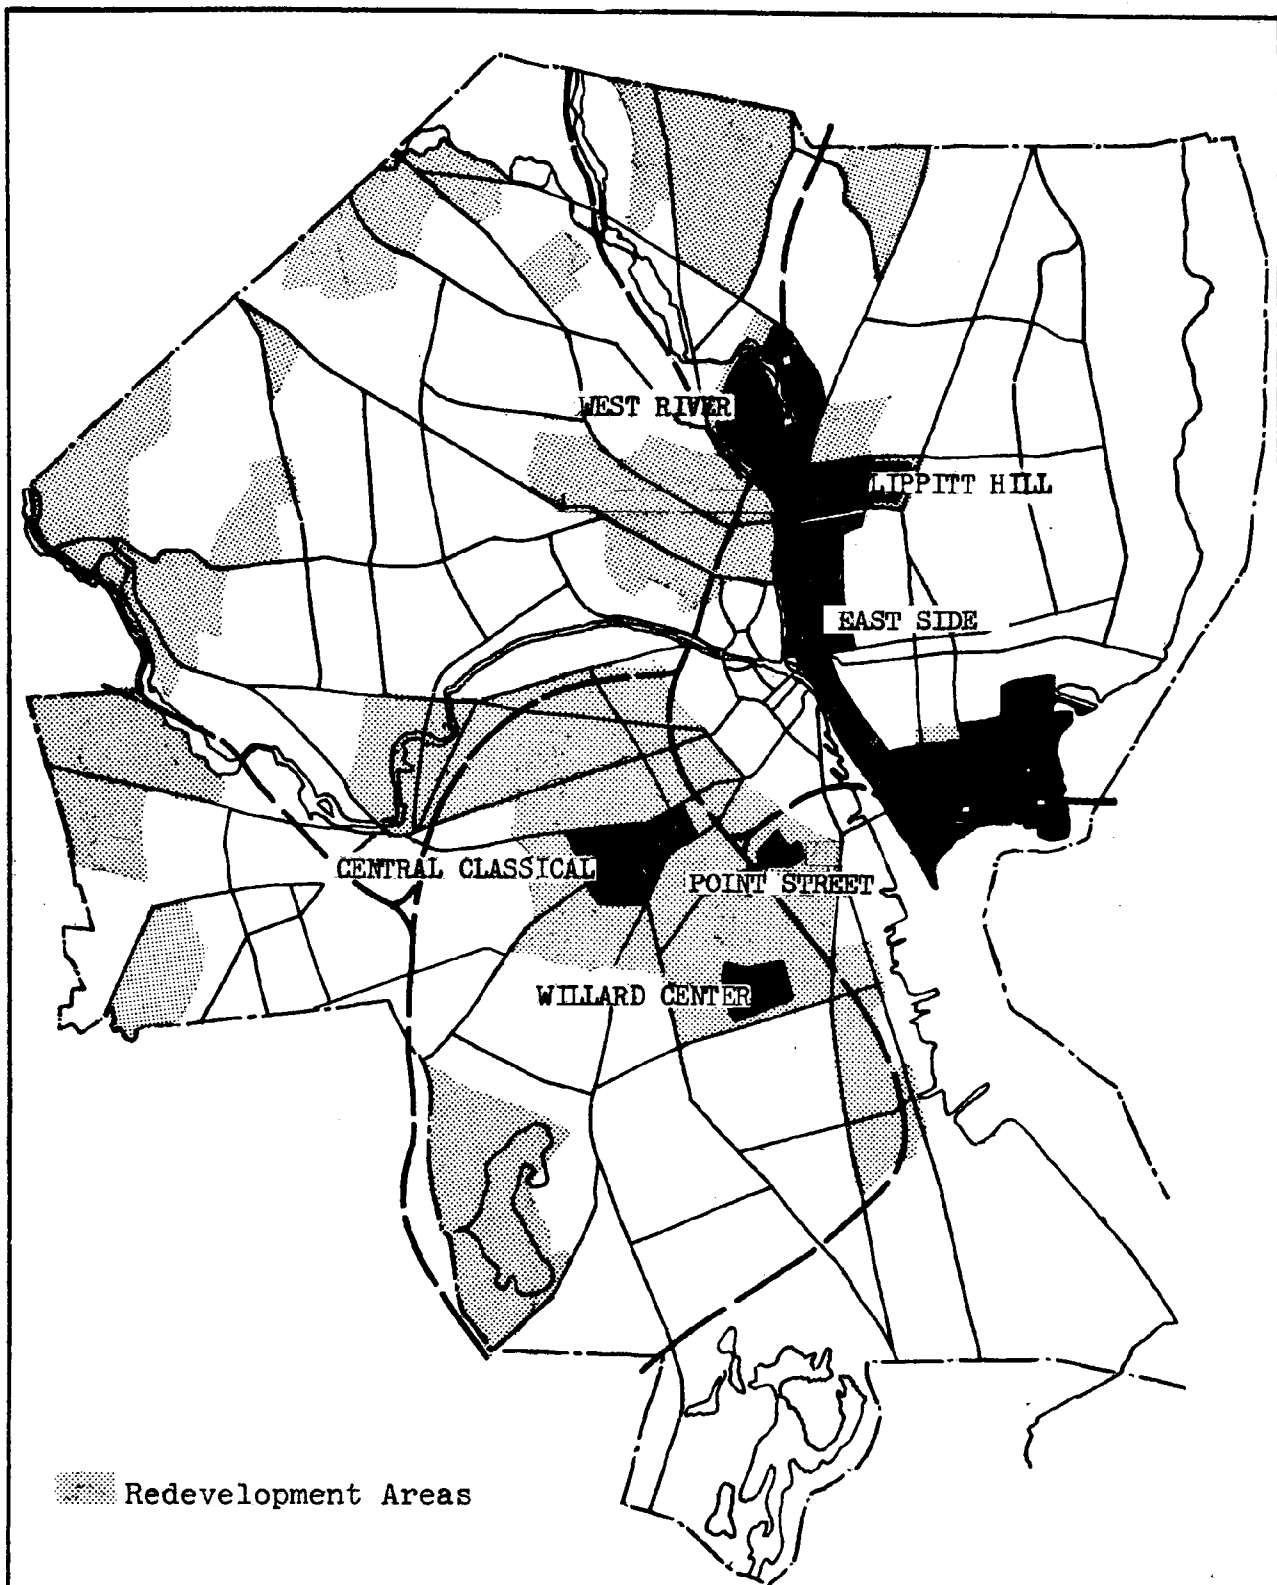 WEST RIVER
LIPPITT HILL
EAST SIDE
CENTRAL CLASSICAL
POINT STREET
WILLARD CENTER
Redevelopment Areas